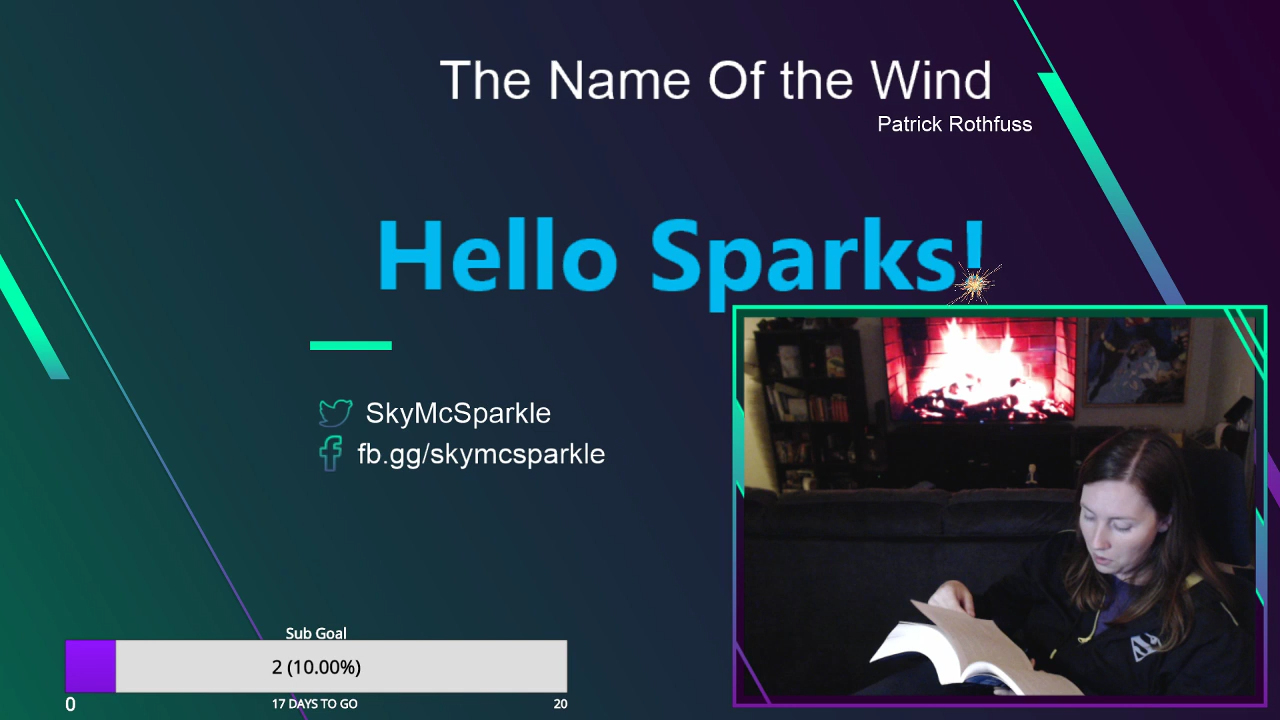 The Name Of the Wind
Patrick Rothfuss
Hello Sparks!
SkyMcSparkle
fb.gg/skymcsparkle
Sub Goal
2 (10.00%)
0
17 DAYS TO GO
20